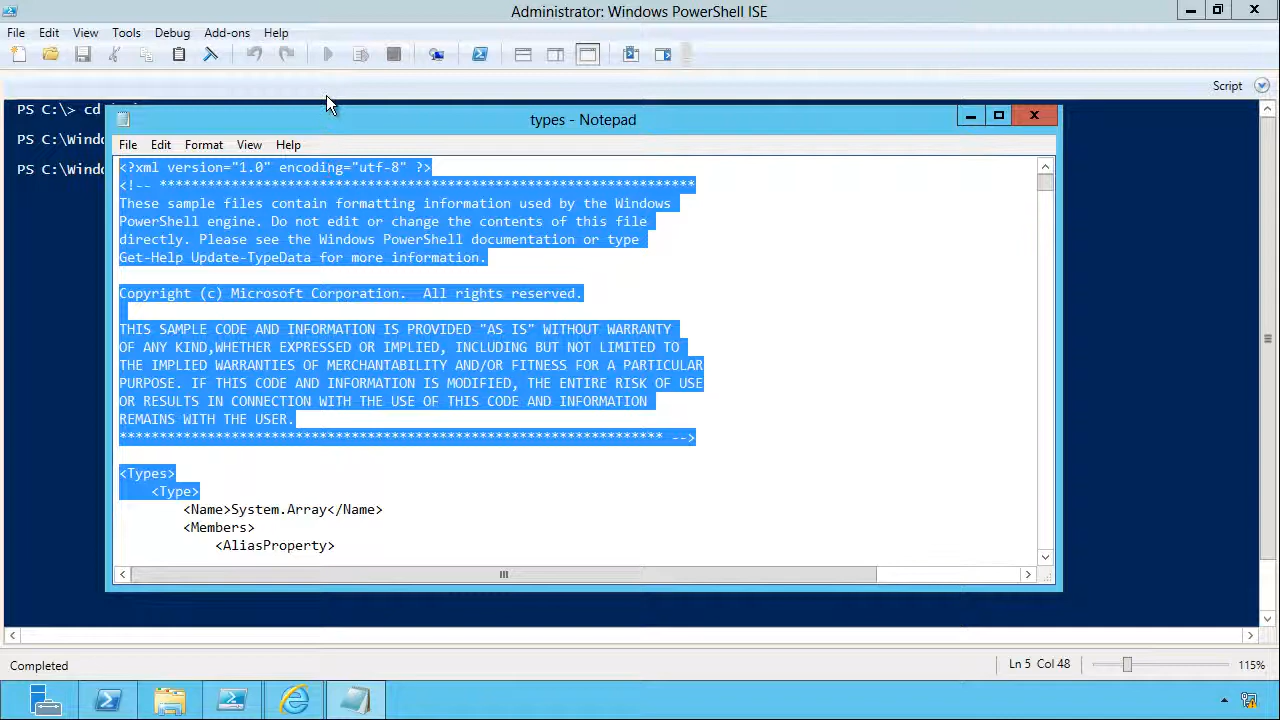 Administrator: Windows PowerShell ISE
File Edit View Tools Debug Add-ons Help
Script
PS C:\> cd
PS C:\Windo
PS C:\Windo
types - Notepad
File Edit Format View Help
<?xml version="1.0" encoding="utf-8" ?>
<!-- *******************************************************************
These sample files contain formatting information used by the Windows
PowerShell engine. Do not edit or change the contents of this file
directly. Please see the Windows PowerShell documentation or type
Get-Help Update-TypeData for more information.
Copyright (c) Microsoft Corporation.  All rights reserved.
THIS SAMPLE CODE AND INFORMATION IS PROVIDED "AS IS" WITHOUT WARRANTY
OF ANY KIND,WHETHER EXPRESSED OR IMPLIED, INCLUDING BUT NOT LIMITED TO
THE IMPLIED WARRANTIES OF MERCHANTABILITY AND/OR FITNESS FOR A PARTICULAR
PURPOSE. IF THIS CODE AND INFORMATION IS MODIFIED, THE ENTIRE RISK OF USE
OR RESULTS IN CONNECTION WITH THE USE OF THIS CODE AND INFORMATION
REMAINS WITH THE USER.
******************************************************************** -->
<Types>
<Type>
<Name>System.Array</Name>
<Members>
<AliasProperty>
Completed
Ln 5 Col 48
115%